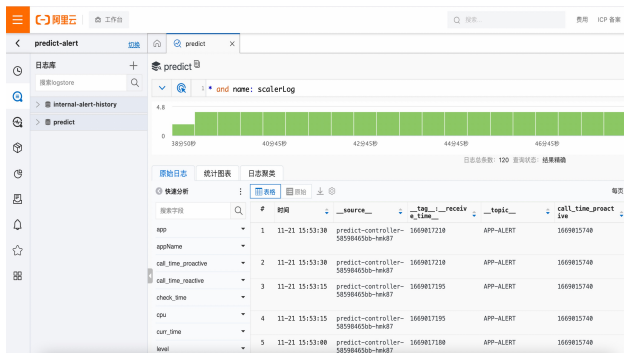 阿里云 工作台 搜索... 费用 ICP 备案
predict-alert 切换 predict ×
日志库
搜索logstore
internal-alert-history
predict
predict
1 * and name: scalerLog
4.8
0
38分50秒 40分45秒 42分45秒 44分45秒 46分45秒
日志总条数: 120 查询状态: 结果精确
原始日志 统计图表 日志聚类
快速分析 表格 原始 每页
搜索字段 # 时间 __source__ __tag__:__receive_time__ __topic__ call_time_proactive
app
appName
call_time_proactive
call_time_reactive
check_time
cpu
curr_time
level
1 11-21 15:53:30 predict-controller- 1669017210 APP-ALERT 1669015740
58598465bb-hmk87
2 11-21 15:53:30 predict-controller- 1669017210 APP-ALERT 1669015740
58598465bb-hmk87
3 11-21 15:53:15 predict-controller- 1669017195 APP-ALERT 1669015740
58598465bb-hmk87
4 11-21 15:53:15 predict-controller- 1669017195 APP-ALERT 1669015740
58598465bb-hmk87
5 11-21 15:53:00 predict-controller- 1669017180 APP-ALERT 1669015740
58598465bb-hmk87